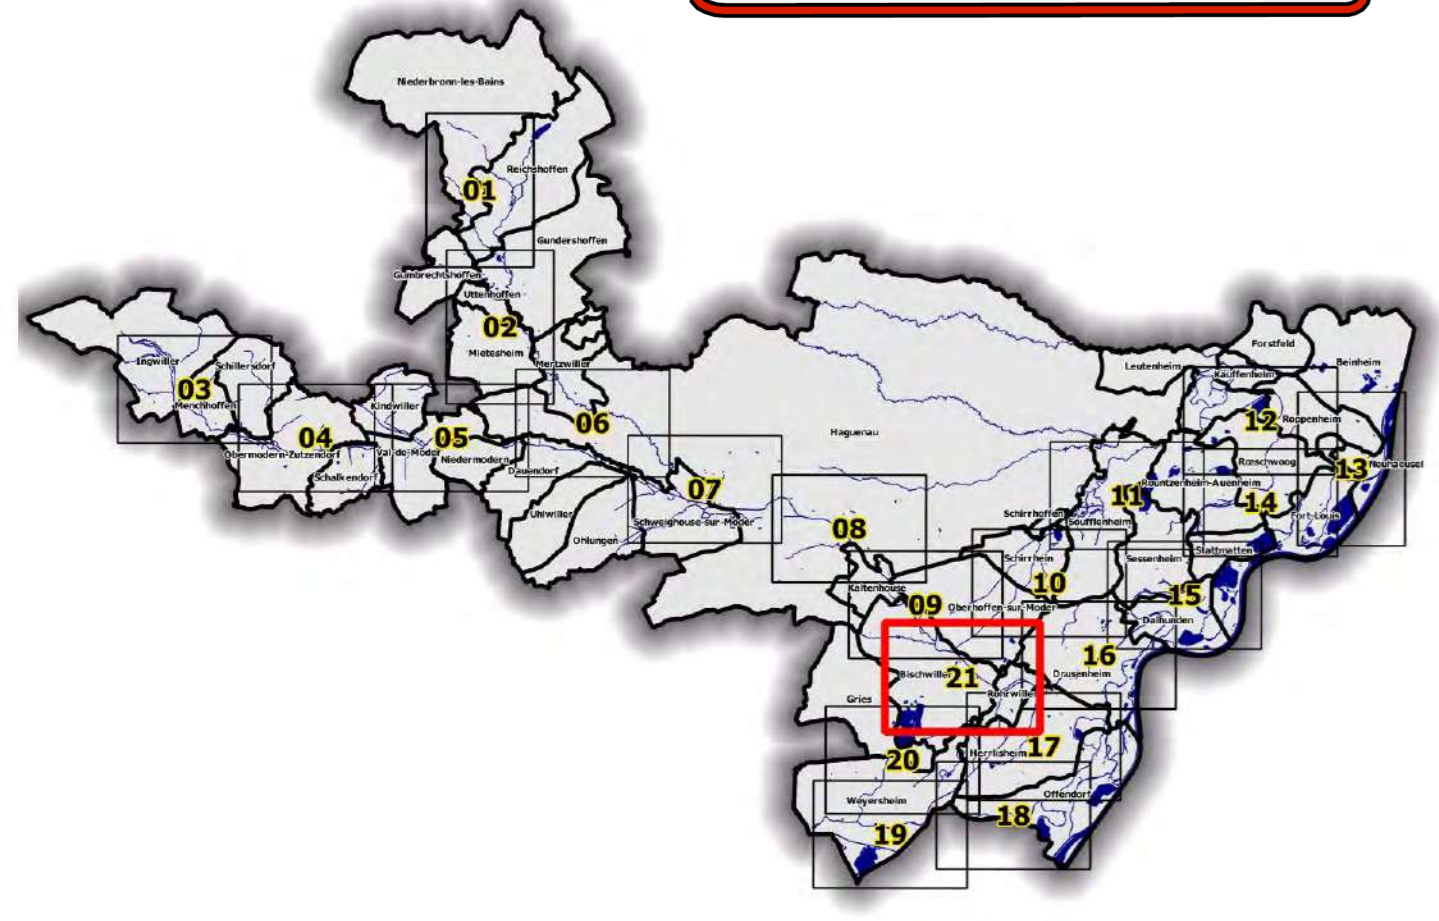 Niederbronn-les-Bains
Reichshoffen
01
Gundershoffen
Gumbrechtshoffen
Uttenhoffen
02
Mietesheim
Mertzwiller
Forstfeld
Leutenheim
Beinheim
Kauffenheim
Ingwiller
Schillersdorf
03
Menchhoffen
Kindwiller
04
05
06
12
Roppenheim
Haguenau
Obermodern-Zutzendorf
Val-de-Moder
Niedermodern
Dauendorf
Schalkendorf
07
Rœschwoog
13
Neuhaeusel
Rountzenheim-Auenheim
11
14
Uhlwiller
Schweighouse-sur-Moder
Ohlungen
08
Schirrhoffen
Soufflenheim
Fort-Louis
Stattmatten
Schirrhein
Sessenheim
10
Kaltenhouse
09
Oberhoffen-sur-Moder
15
Dalhunden
16
Drusenheim
Bischwiller
21
Rohrwiller
Gries
20
Herrlisheim
17
Weyersheim
Offendorf
18
19